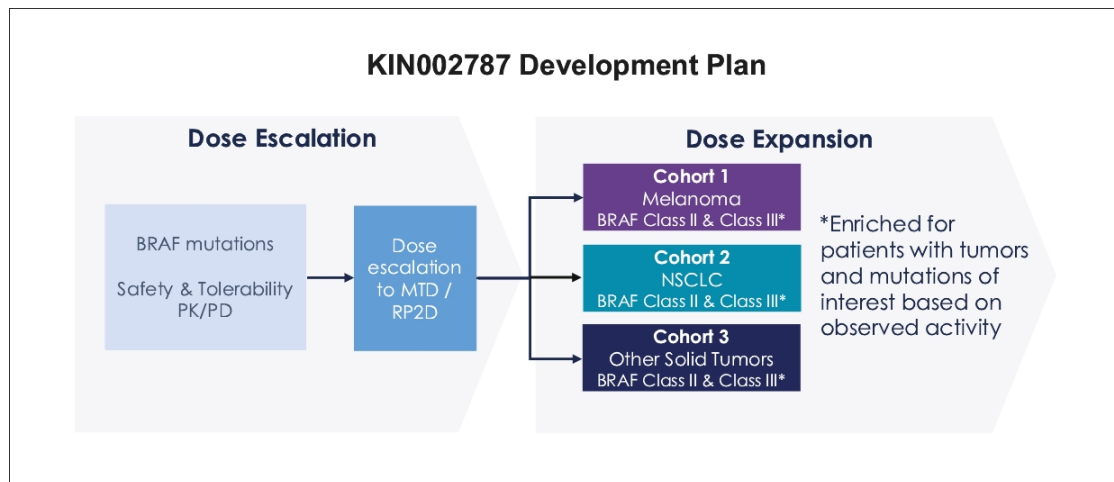 KIN002787 Development Plan
Dose Escalation
BRAF mutations
Safety & Tolerability
PK/PD
Dose
escalation
to MTD /
RP2D
Dose Expansion
Cohort 1
Melanoma
BRAF Class II & Class III*
Cohort 2
NSCLC
BRAF Class II & Class III*
Cohort 3
Other Solid Tumors
BRAF Class II & Class III*
*Enriched for
patients with tumors
and mutations of
interest based on
observed activity